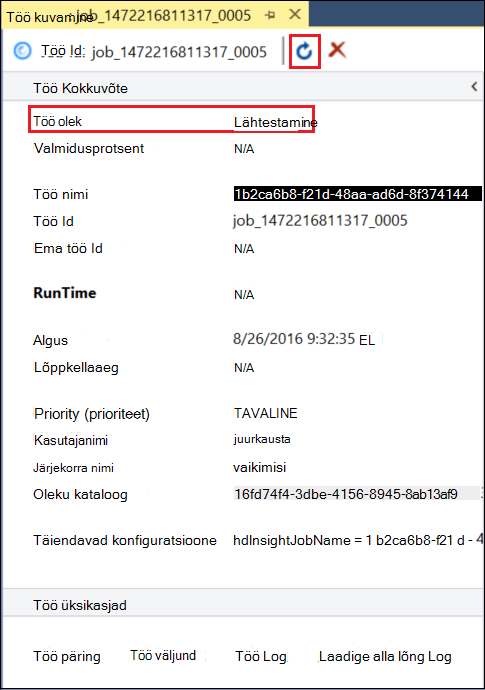 Töö kuvamine job_1472216811317_0005
Töö Id: job_1472216811317_0005
Töö Kokkuvõte
Töö olek Lähtestamine
Valmidusprotsent N/A
Töö nimi 1b2ca6b8-f21d-48aa-ad6d-8f374144
Töö Id job_1472216811317_0005
Ema töö Id N/A
RunTime N/A
Algus 8/26/2016 9:32:35 EL
Lõppkellaaeg N/A
Priority (prioriteet) TAVALINE
Kasutajanimi juurkausta
Järjekorra nimi vaikimisi
Oleku kataloog 16fd74f4-3dbe-4156-8945-8ab13af9
Täiendavad konfiguratsioone hdInsightJobName = 1 b2ca6b8-f21 d - 4
Töö üksikasjad
Töö päring Töö väljund Töö Log Laadige alla lõng Log